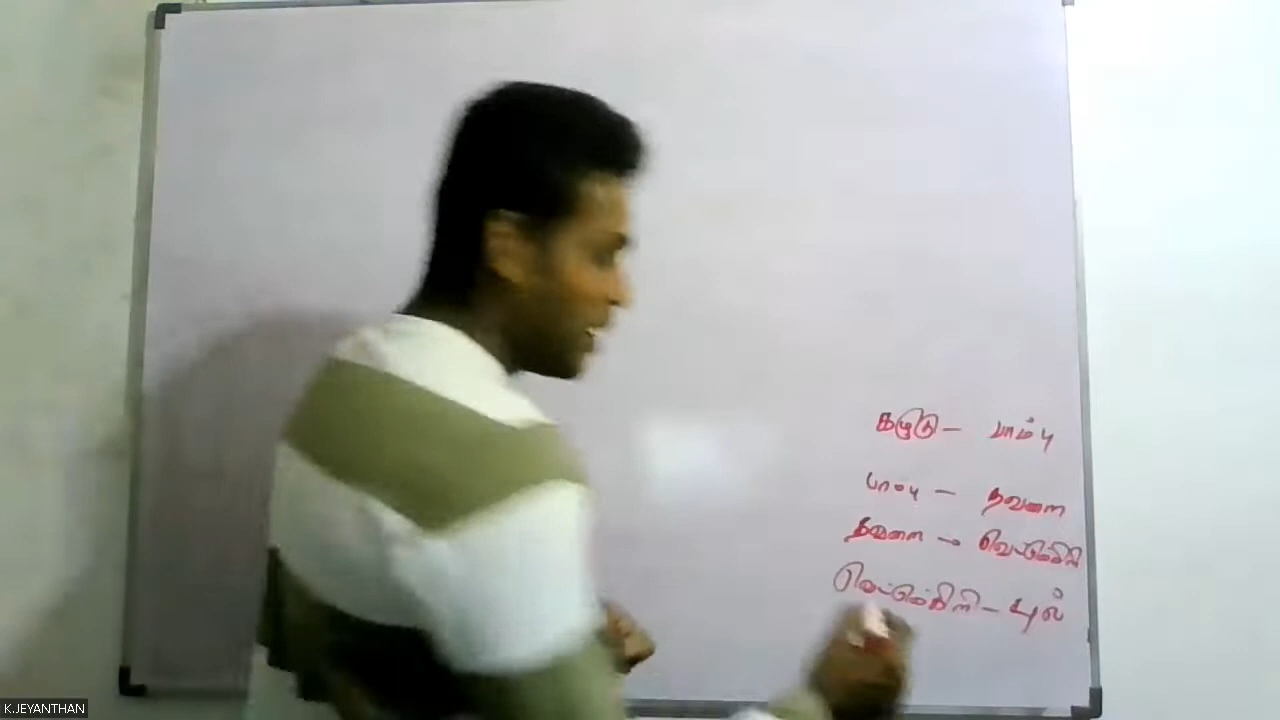 கழுகு – பாம்பு
பாம்பு – தவளை
தவளை – வெட்டுக்கிளி
வெட்டுக்கிளி – புல்
K.JEYANTHAN